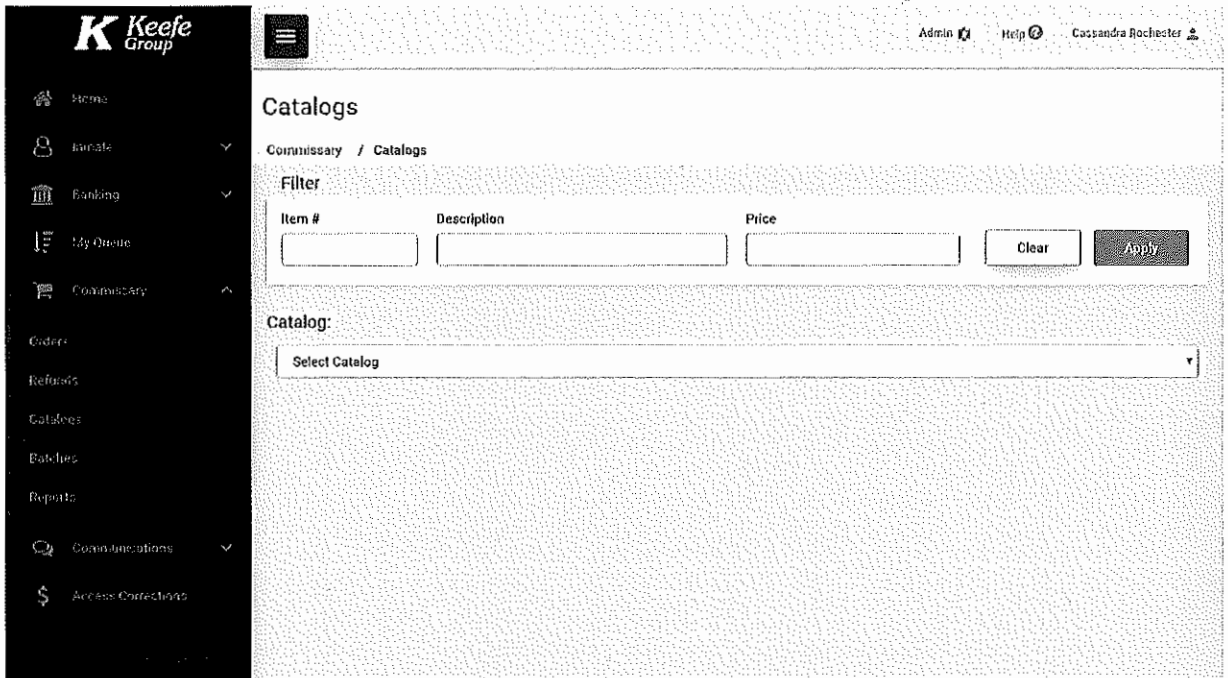 K Keefe
Group
Admin Help Cassandra Rochester
Home
Inmate
Banking
My Queue
Commissary
Orders
Refunds
Catalogs
Batches
Reports
Communications
$ Access Corrections
Catalogs
Commissary / Catalogs
Filter
Item # Description Price
Clear Apply
Catalog:
Select Catalog